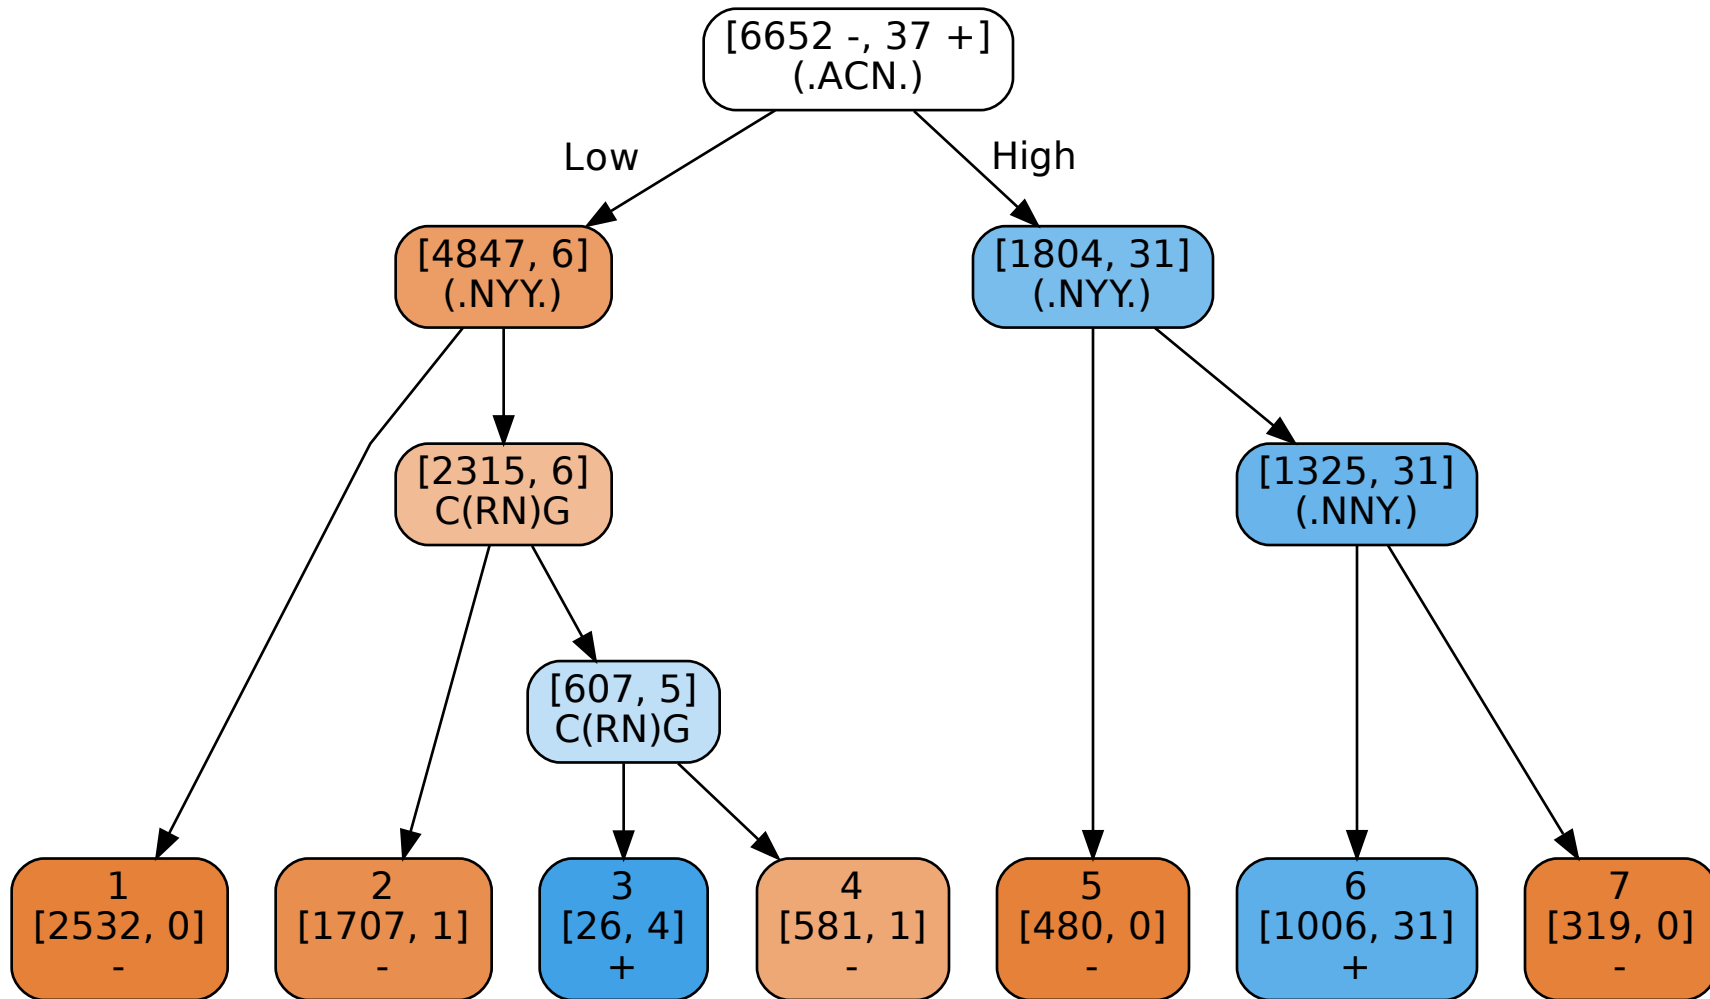 [6652 -, 37 +]
(.ACN.)
Low
High
[4847, 6]
(.NYY.)
[1804, 31]
(.NYY.)
[2315, 6]
C(RN)G
[1325, 31]
(.NNY.)
[607, 5]
C(RN)G
1
[2532, 0]
-
2
[1707, 1]
-
3
[26, 4]
+
4
[581, 1]
-
5
[480, 0]
-
6
[1006, 31]
+
7
[319, 0]
-